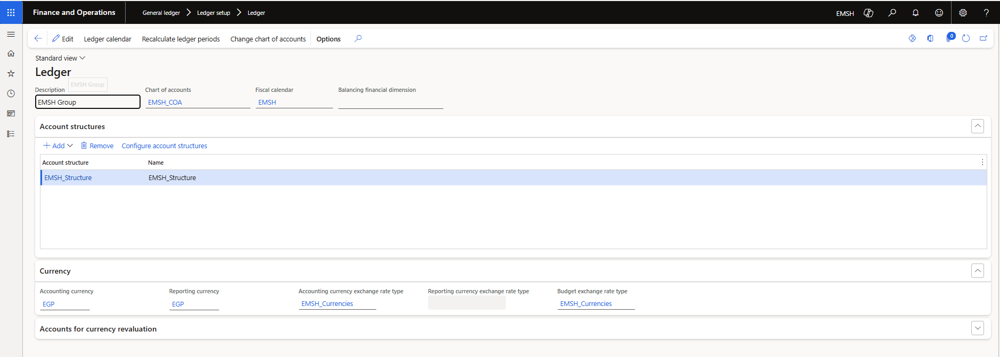 Finance and Operations General ledger Ledger setup Ledger EMSH
Edit Ledger calendar Recalculate ledger periods Change chart of accounts Options 0
Standard view
Ledger
EMSH Group
Description Chart of accounts Fiscal calendar Balancing financial dimension
EMSH Group EMSH_COA EMSH
Account structures
Add Remove Configure account structures
Account structure Name
EMSH_Structure EMSH_Structure
Currency
Accounting currency Reporting currency Accounting currency exchange rate type Reporting currency exchange rate type Budget exchange rate type
EGP EGP EMSH_Currencies EMSH_Currencies
Accounts for currency revaluation